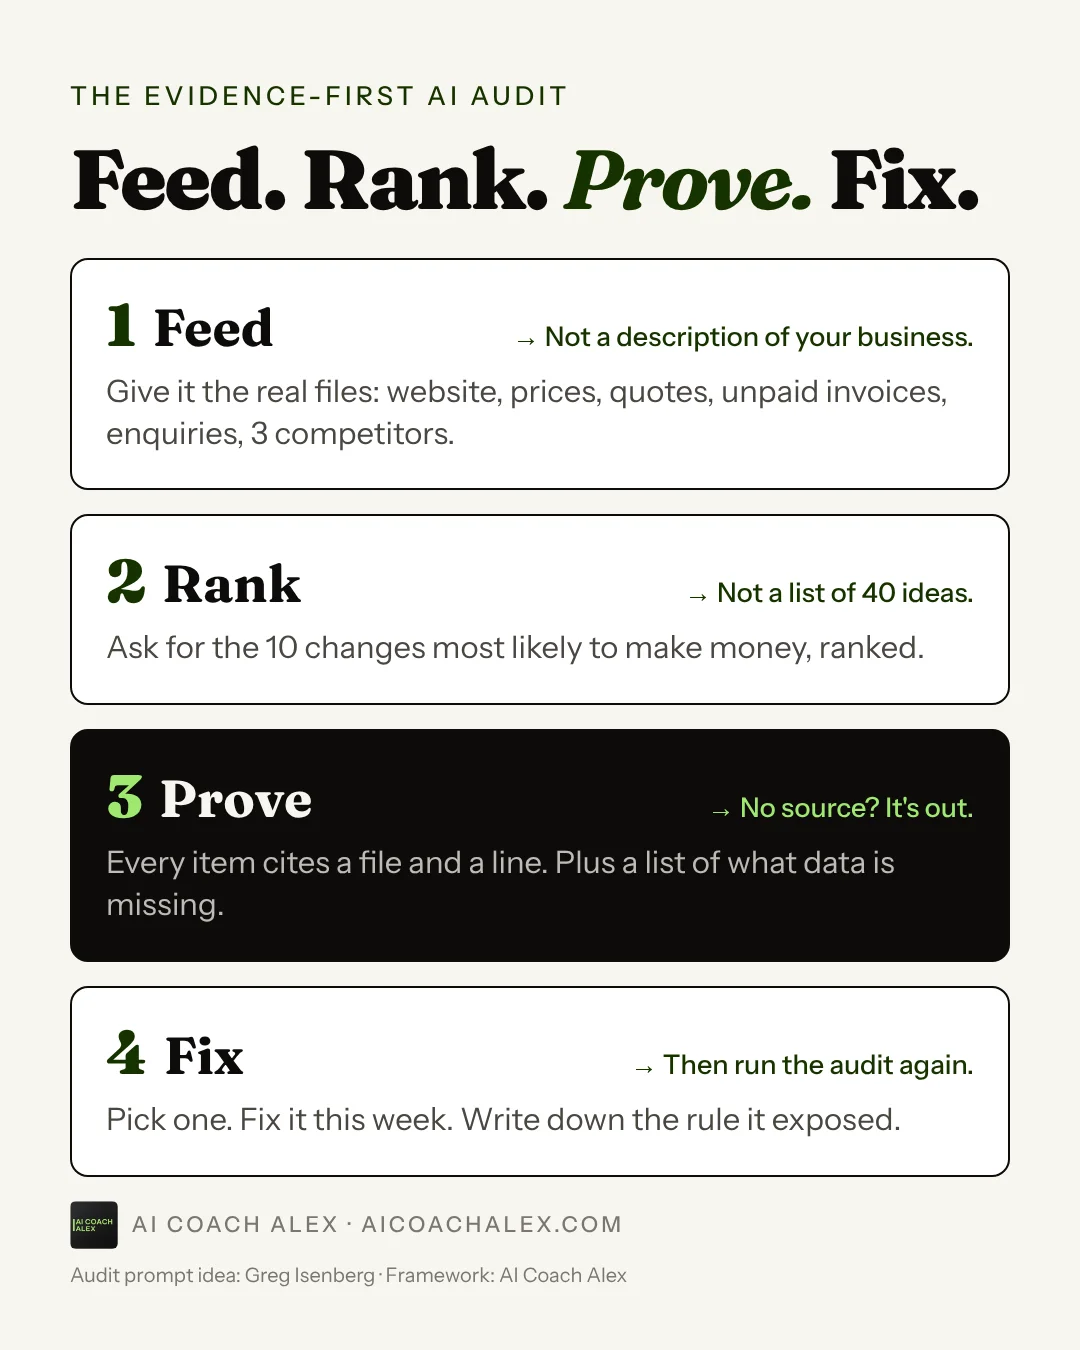 THE EVIDENCE-FIRST AI AUDIT
Feed. Rank. Prove. Fix.
1 Feed
→ Not a description of your business.
Give it the real files: website, prices, quotes, unpaid invoices,
enquiries, 3 competitors.
2 Rank
→ Not a list of 40 ideas.
Ask for the 10 changes most likely to make money, ranked.
3 Prove
→ No source? It's out.
Every item cites a file and a line. Plus a list of what data is
missing.
4 Fix
→ Then run the audit again.
Pick one. Fix it this week. Write down the rule it exposed.
AI COACH
ALEX
AI COACH ALEX · AICOACHALEX.COM
Audit prompt idea: Greg Isenberg · Framework: AI Coach Alex